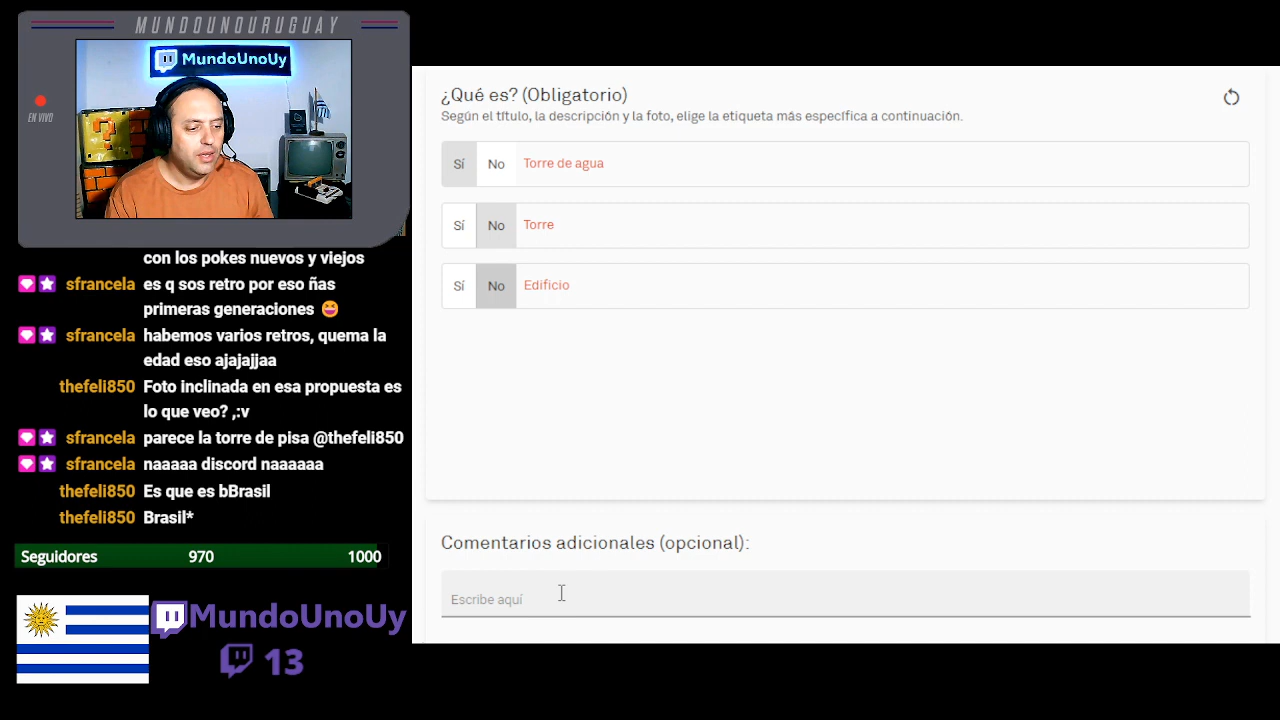 MUNDOUNOURUGUAY
MundoUnoUy
EN VIVO
con los pokes nuevos y viejos
sfrancela es q sos retro por eso ñas
primeras generaciones 😆
sfrancela habemos varios retros, quema la
edad eso ajajajjaa
thefeli850 Foto inclinada en esa propuesta es
lo que veo? ,:v
sfrancela parece la torre de pisa @thefeli850
sfrancela naaaaa discord naaaaaa
thefeli850 Es que es bBrasil
thefeli850 Brasil*
Seguidores 970 1000
MundoUnoUy
13
¿Qué es? (Obligatorio)
Según el título, la descripción y la foto, elige la etiqueta más específica a continuación.
Sí No Torre de agua
Sí No Torre
Sí No Edificio
Comentarios adicionales (opcional):
Escribe aquí